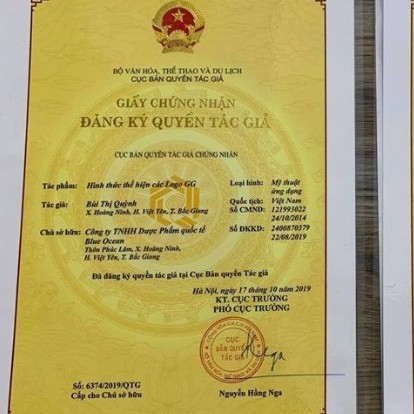 BỘ VĂN HÓA, THỂ THAO VÀ DU LỊCH
CỤC BẢN QUYỀN TÁC GIẢ
GIẤY CHỨNG NHẬN
ĐĂNG KÝ QUYỀN TÁC GIẢ
CỤC BẢN QUYỀN TÁC GIẢ CHỨNG NHẬN
Tác phẩm: Hình thức thể hiện các Logo GG Loại hình: Mỹ thuật
ứng dụng
Tác giả: Bùi Thị Quỳnh Quốc tịch: Việt Nam
X. Hoàng Ninh, H. Việt Yên, T. Bắc Giang Số CMND: 121993022
24/10/2014
Chủ sở hữu: Công ty TNHH Dược Phẩm quốc tế Số ĐKKD: 2400870379
Blue Ocean 22/08/2019
Thôn Phúc Lâm, X. Hoàng Ninh,
H. Việt Yên, T. Bắc Giang
Đã đăng ký quyền tác giả tại Cục Bản quyền Tác giả
Hà Nội, ngày 17 tháng 10 năm 2019
KT. CỤC TRƯỞNG
PHÓ CỤC TRƯỞNG
CỤC
BẢN QUYỀN
TÁC GIẢ
Số: 6374/2019/QTG
Cấp cho Chủ sở hữu Nguyễn Hằng Nga